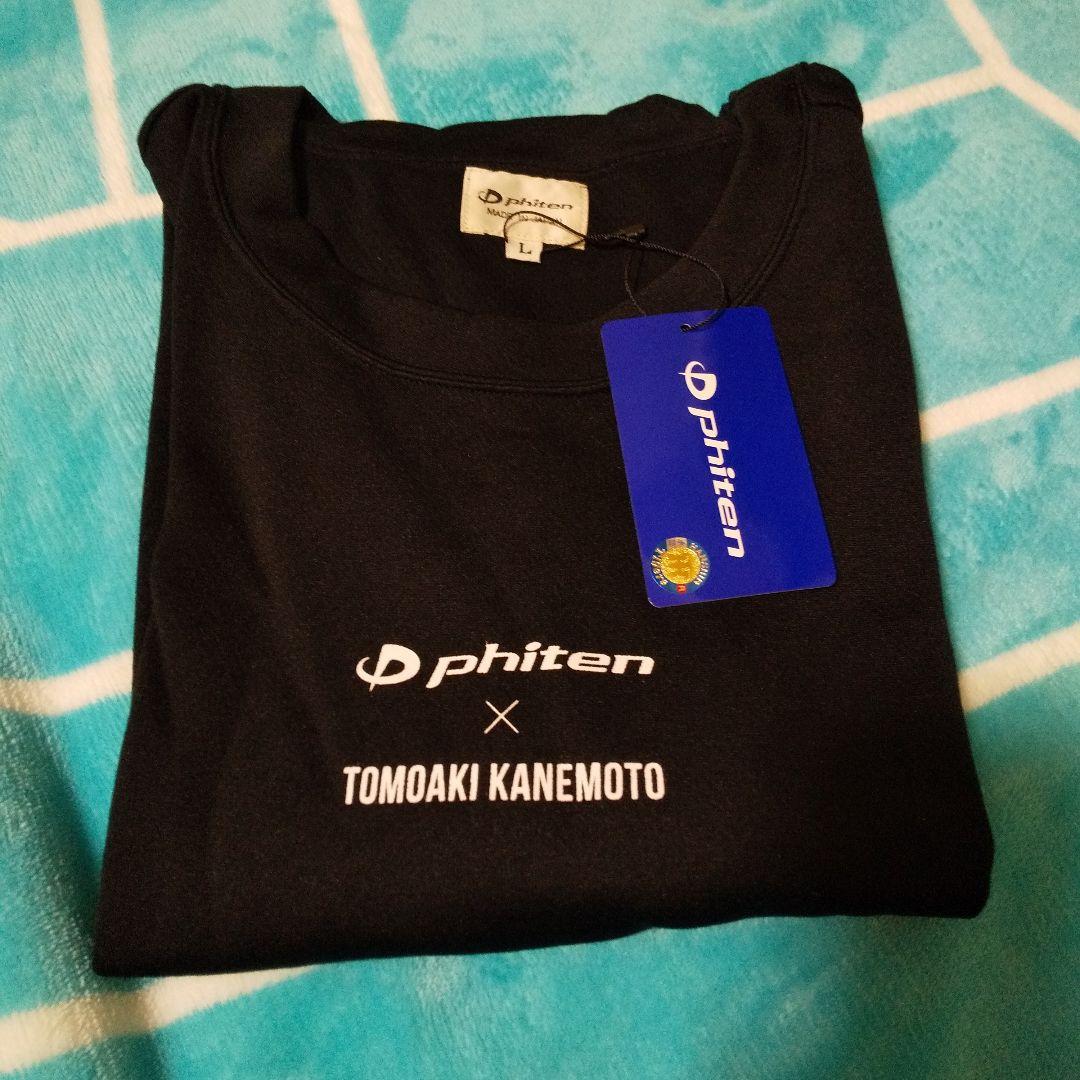 phiten
MADE IN JAPAN
L
phiten
phiten
×
TOMOAKI KANEMOTO